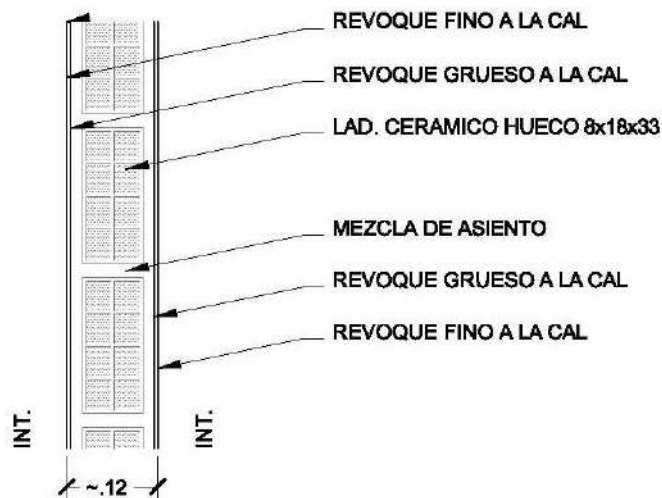 REVOQUE FINO A LA CAL
REVOQUE GRUESO A LA CAL
LAD. CERAMICO HUECO 8x18x33
MEZCLA DE ASIENTO
REVOQUE GRUESO A LA CAL
REVOQUE FINO A LA CAL
INT.
INT.
~.12